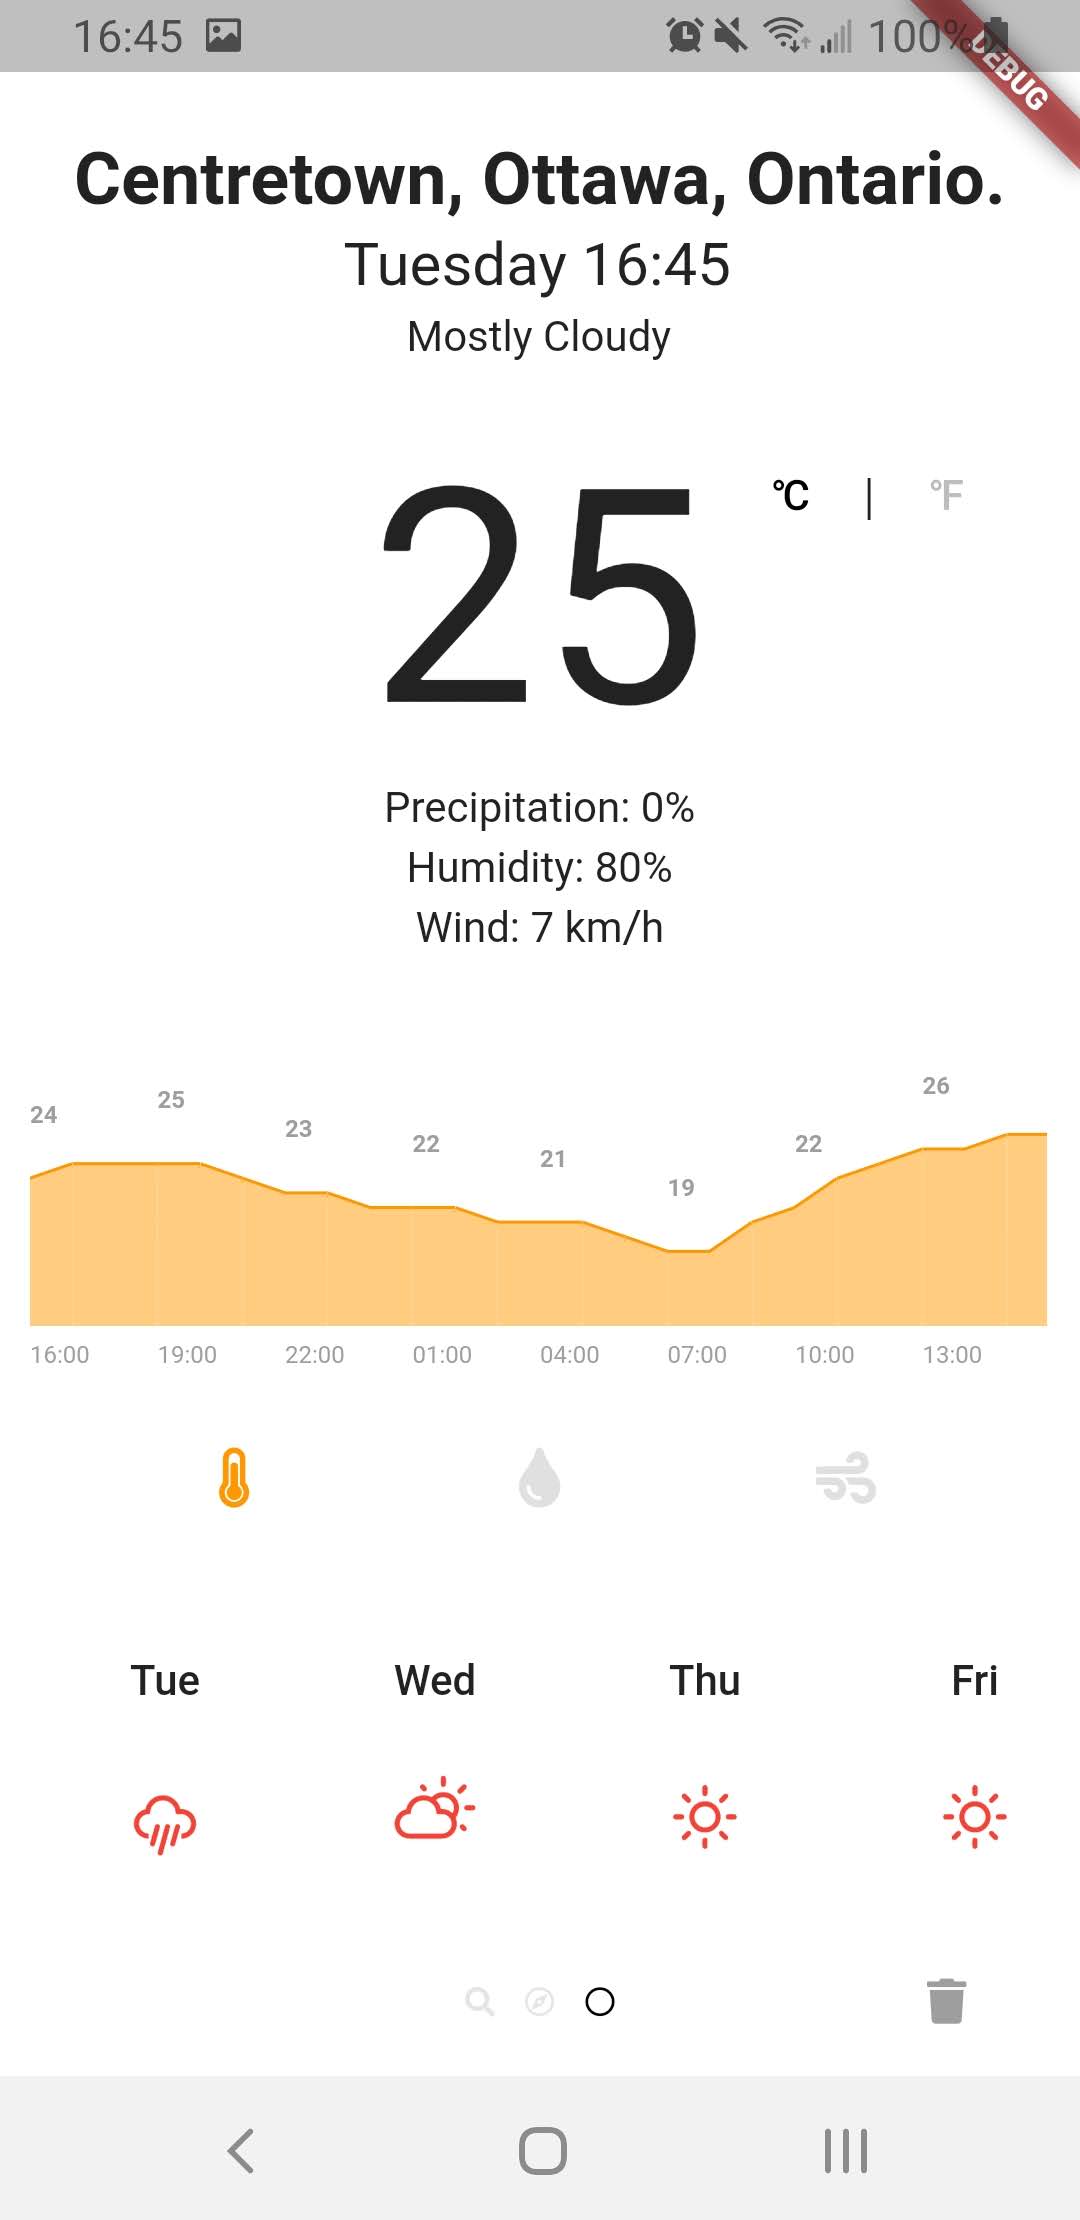 16:45 100%
DEBUG
Centretown, Ottawa, Ontario.
Tuesday 16:45
Mostly Cloudy
25 °C | °F
Precipitation: 0%
Humidity: 80%
Wind: 7 km/h
24 25 23 22 21 19 22 26
16:00 19:00 22:00 01:00 04:00 07:00 10:00 13:00
Tue Wed Thu Fri